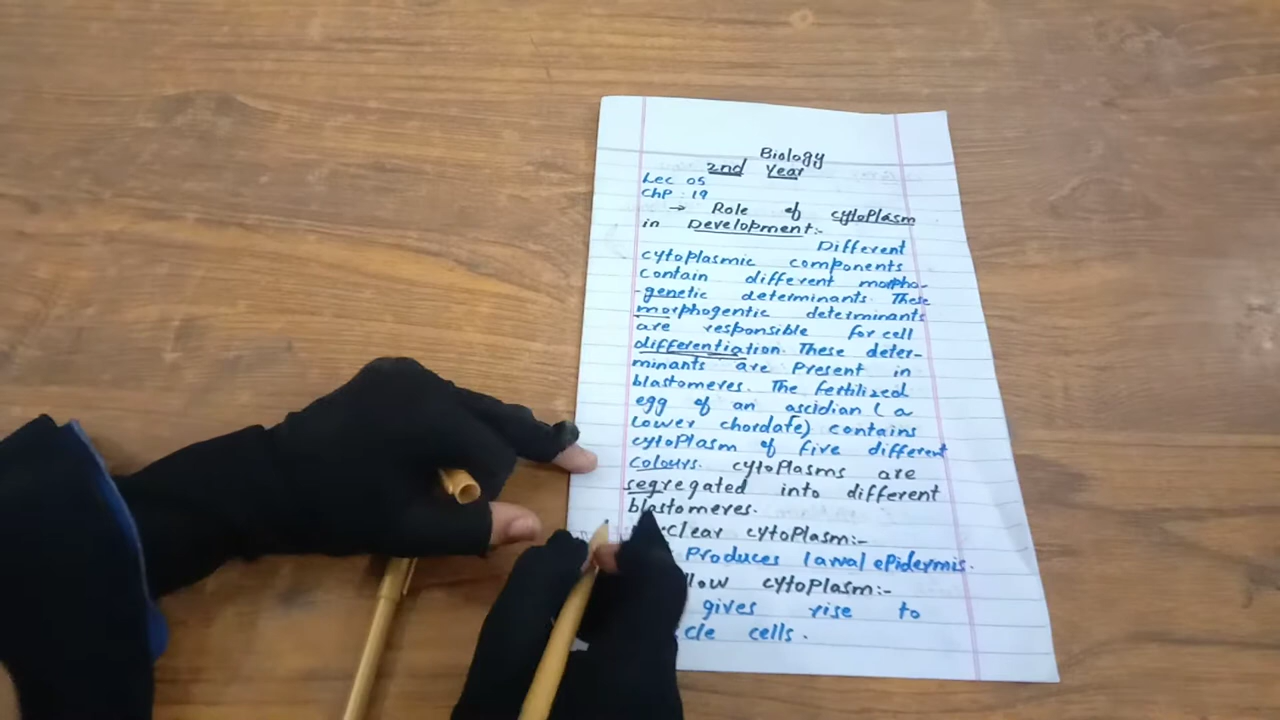 Biology
2nd Year
Lec 05
Chp : 19
→ Role of cytoplasm
in Development:-
Different
cytoplasmic components
contain different morpho-
-genetic determinants. These
morphogentic determinants
are responsible for cell
differentiation. These deter-
minants are present in
blastomeres. The fertilized
egg of an ascidian (a
Lower chordate) contains
cytoplasm of five different
colours. cytoplasms are
segregated into different
blastomeres.
clear cytoplasm:-
Produces larval epidermis.
cytoplasm:-
gives rise to
cells.